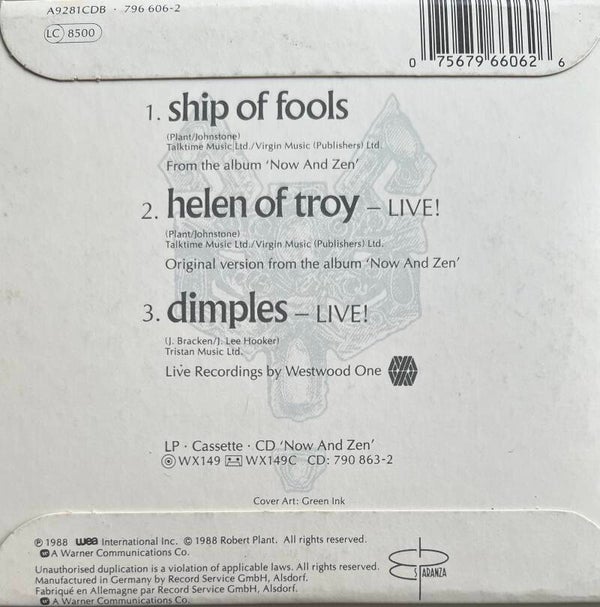 A9281CDB · 796 606-2
LC 8500
0 75679 66062 6
1. ship of fools
(Plant/Johnstone)
Talktime Music Ltd./Virgin Music (Publishers) Ltd.
From the album 'Now And Zen'
2. helen of troy – LIVE!
(Plant/Johnstone)
Talktime Music Ltd./Virgin Music (Publishers) Ltd.
Original version from the album 'Now And Zen'
3. dimples – LIVE!
(J. Bracken/J. Lee Hooker)
Tristan Music Ltd.
Live Recordings by Westwood One
LP · Cassette · CD 'Now And Zen'
WX149 WX149C CD: 790 863-2
Cover Art: Green Ink
℗ 1988 wea International Inc. © 1988 Robert Plant. All rights reserved.
A Warner Communications Co.
Unauthorised duplication is a violation of applicable laws. All rights reserved.
Manufactured in Germany by Record Service GmbH, Alsdorf.
Fabriqué en Allemagne par Record Service GmbH, Alsdorf.
A Warner Communications Co.
ES PARANZA